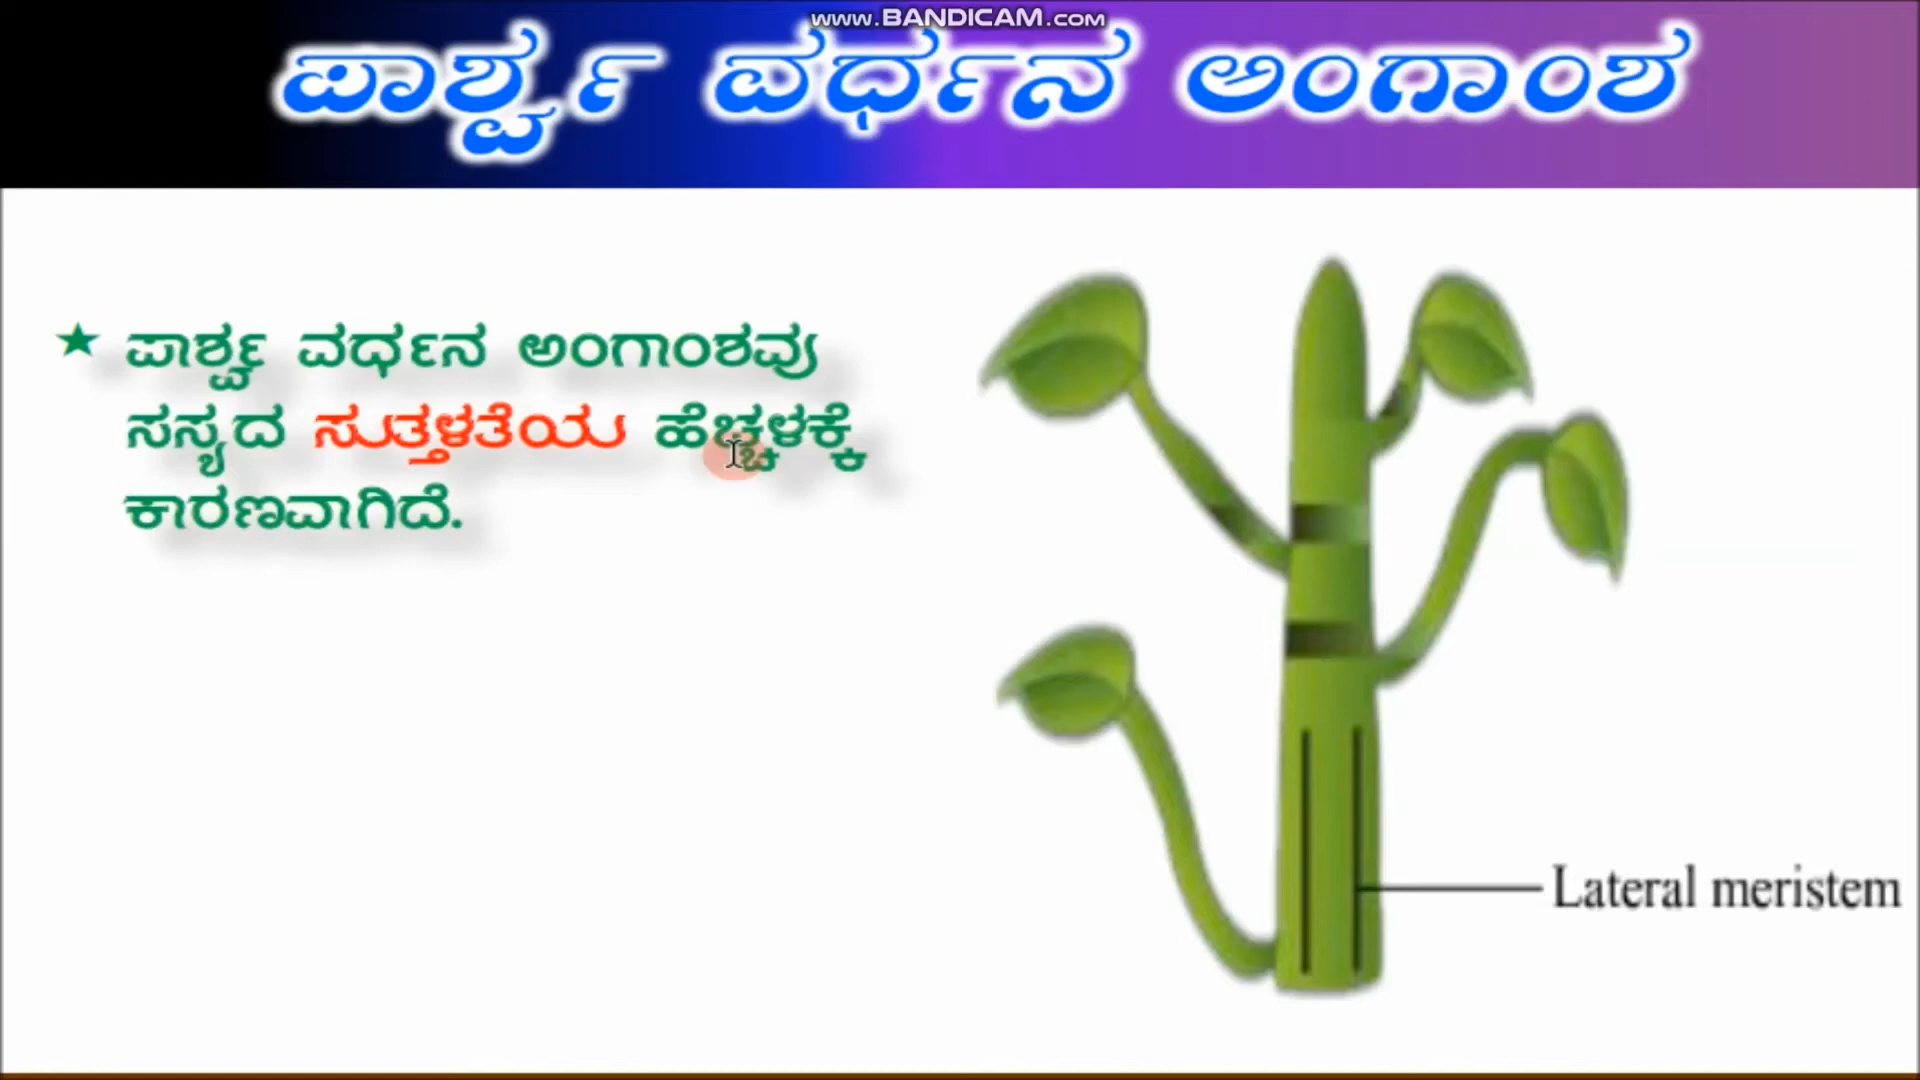 www.BANDICAM.com
ಪಾರ್ಶ್ವ ವರ್ಧನ ಅಂಗಾಂಶ
★ ಪಾರ್ಶ್ವ ವರ್ಧನ ಅಂಗಾಂಶವು
ಸಸ್ಯದ ಸುತ್ತಳತೆಯ ಹೆಚ್ಚಳಕ್ಕೆ
ಕಾರಣವಾಗಿದೆ.
Lateral meristem